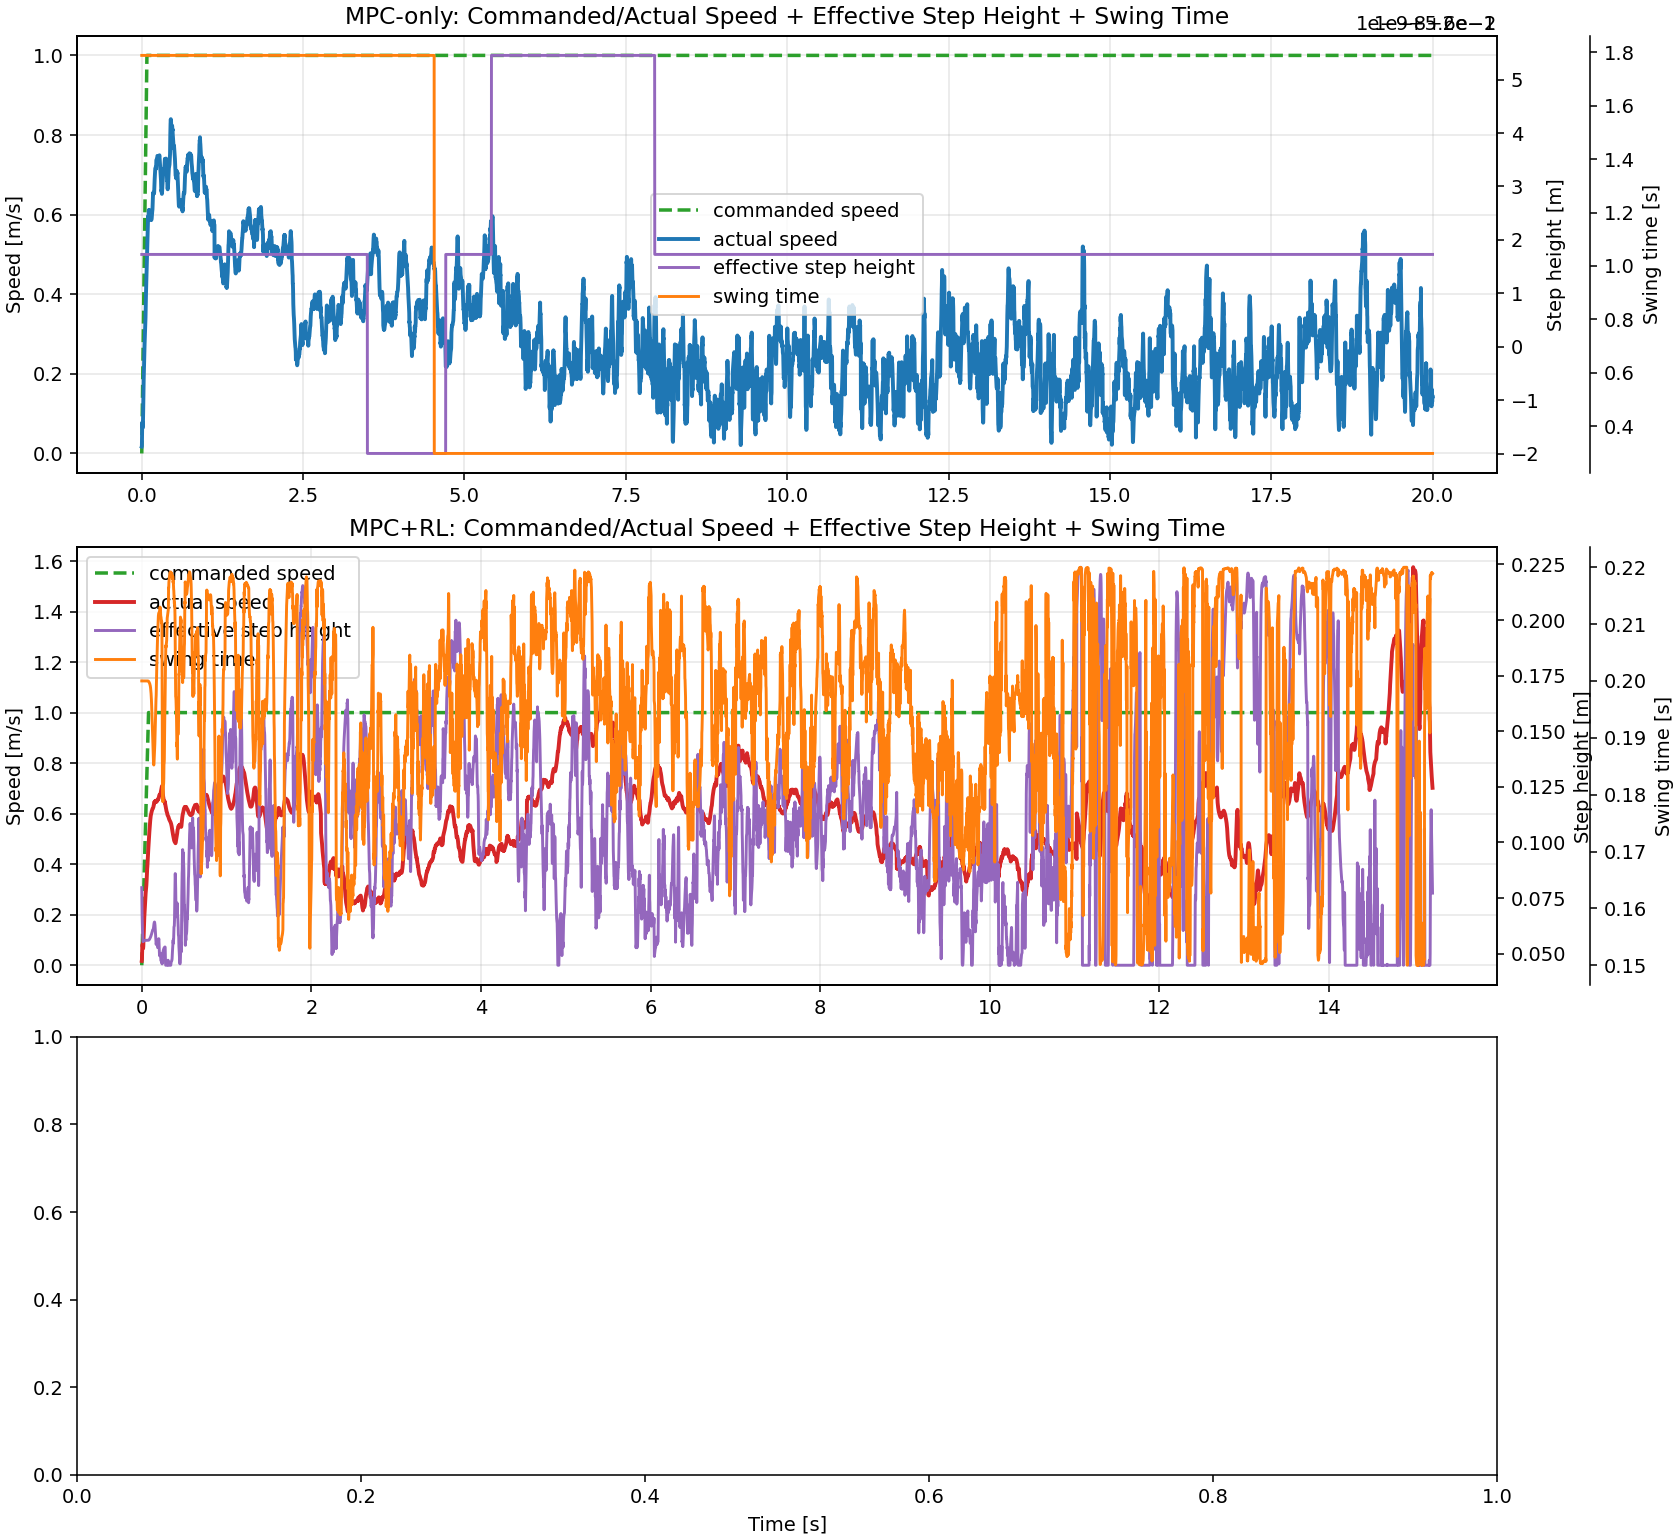 MPC-only: Commanded/Actual Speed + Effective Step Height + Swing Time
1.0
0.8
0.6
0.4
0.2
0.0
Speed [m/s]
commanded speed
actual speed
effective step height
swing time
5
4
3
2
1
0
−1
−2
Step height [m]
1.8
1.6
1.4
1.2
1.0
0.8
0.6
0.4
Swing time [s]
0.0 2.5 5.0 7.5 10.0 12.5 15.0 17.5 20.0
MPC+RL: Commanded/Actual Speed + Effective Step Height + Swing Time
1.6
1.4
1.2
1.0
0.8
0.6
0.4
0.2
0.0
Speed [m/s]
commanded speed
actual speed
effective step height
swing time
0.225
0.200
0.175
0.150
0.125
0.100
0.075
0.050
Step height [m]
0.22
0.21
0.20
0.19
0.18
0.17
0.16
0.15
Swing time [s]
0 2 4 6 8 10 12 14
1.0
0.8
0.6
0.4
0.2
0.0
0.0 0.2 0.4 0.6 0.8 1.0
Time [s]